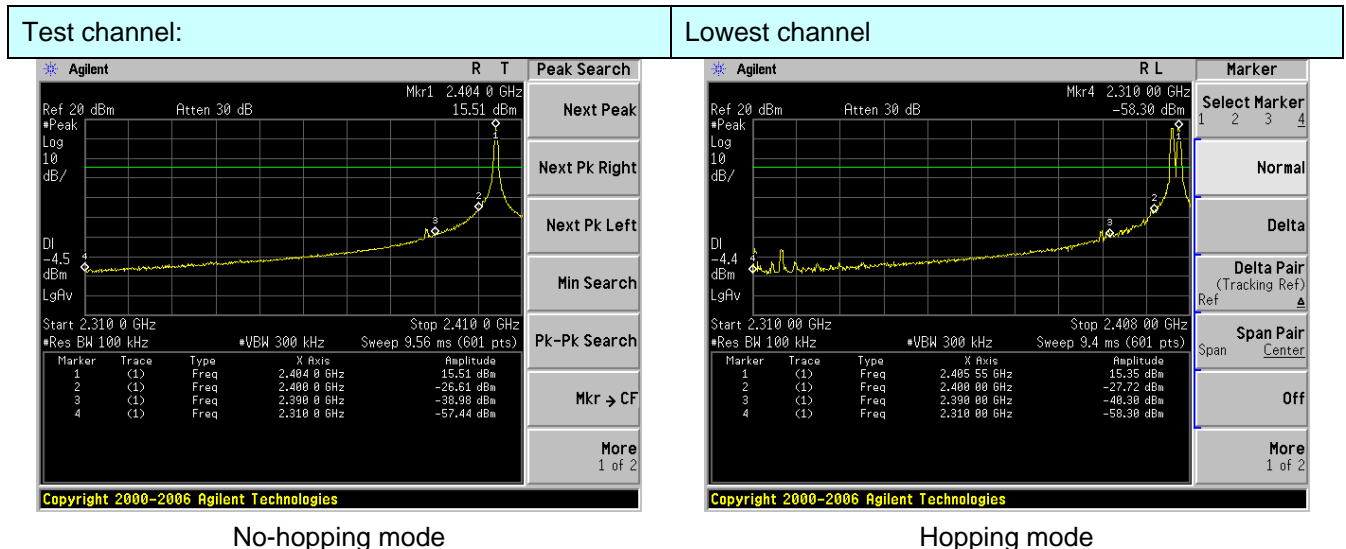 Test channel: Lowest channel
Agilent R T Peak Search
Mkr1 2.404 0 GHz
Ref 20 dBm Atten 30 dB 15.51 dBm
#Peak
Log
10
dB/
1
2
3
4
DI
-4.5
dBm
LgAv
Start 2.310 0 GHz Stop 2.410 0 GHz
#Res BW 100 kHz #VBW 300 kHz Sweep 9.56 ms (601 pts)
Marker Trace Type X Axis Amplitude
1 (1) Freq 2.404 0 GHz 15.51 dBm
2 (1) Freq 2.400 0 GHz -26.61 dBm
3 (1) Freq 2.390 0 GHz -38.98 dBm
4 (1) Freq 2.310 0 GHz -57.44 dBm
Next Peak
Next Pk Right
Next Pk Left
Min Search
Pk-Pk Search
Mkr → CF
More
1 of 2
Copyright 2000-2006 Agilent Technologies
No-hopping mode
Agilent R L Marker
Mkr4 2.310 00 GHz
Ref 20 dBm Atten 30 dB -58.30 dBm
#Peak
Log
10
dB/
1
2
3
4
DI
-4.4
dBm
LgAv
Start 2.310 00 GHz Stop 2.408 00 GHz
#Res BW 100 kHz #VBW 300 kHz Sweep 9.4 ms (601 pts)
Marker Trace Type X Axis Amplitude
1 (1) Freq 2.405 55 GHz 15.35 dBm
2 (1) Freq 2.400 00 GHz -27.72 dBm
3 (1) Freq 2.390 00 GHz -40.30 dBm
4 (1) Freq 2.310 00 GHz -58.30 dBm
Select Marker
1 2 3 4
Normal
Delta
Delta Pair
(Tracking Ref)
Ref Δ
Span Pair
Span Center
Off
More
1 of 2
Copyright 2000-2006 Agilent Technologies
Hopping mode